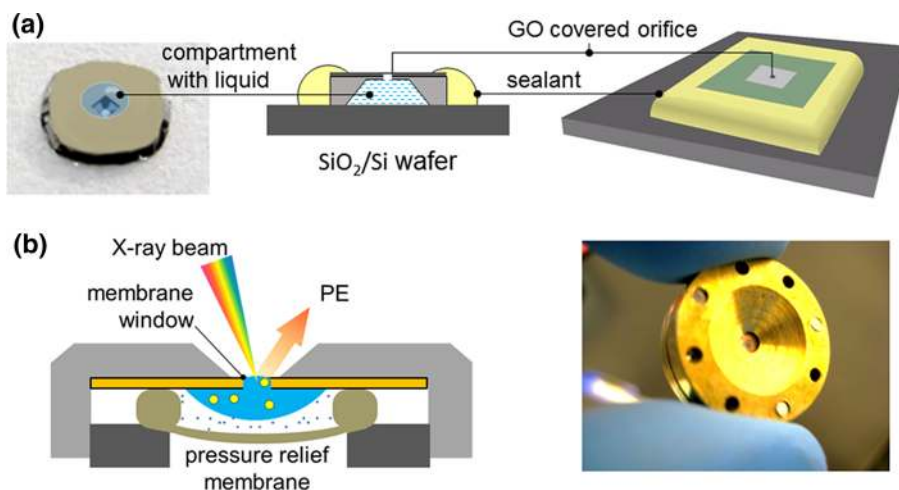 (a)
compartment
with liquid
GO covered orifice
sealant
SiO₂/Si wafer
(b)
X-ray beam
membrane
window
PE
pressure relief
membrane